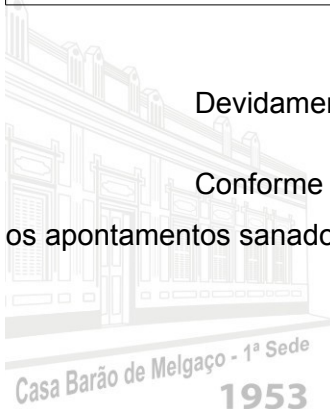 Devidamen
Conforme
os apontamentos sanado
Casa Barão de Melgaço - 1ª Sede
1953